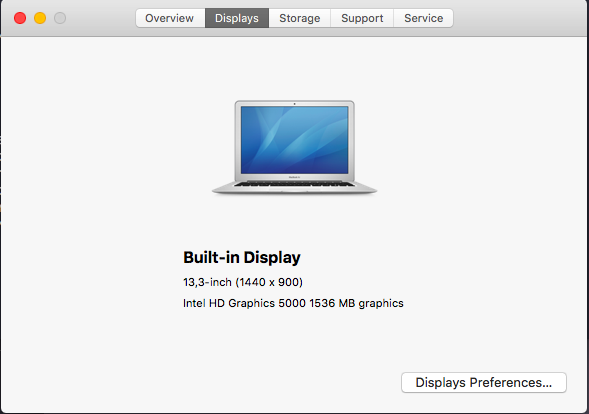 Overview Displays Storage Support Service
Built-in Display
13,3-inch (1440 x 900)
Intel HD Graphics 5000 1536 MB graphics
Displays Preferences...